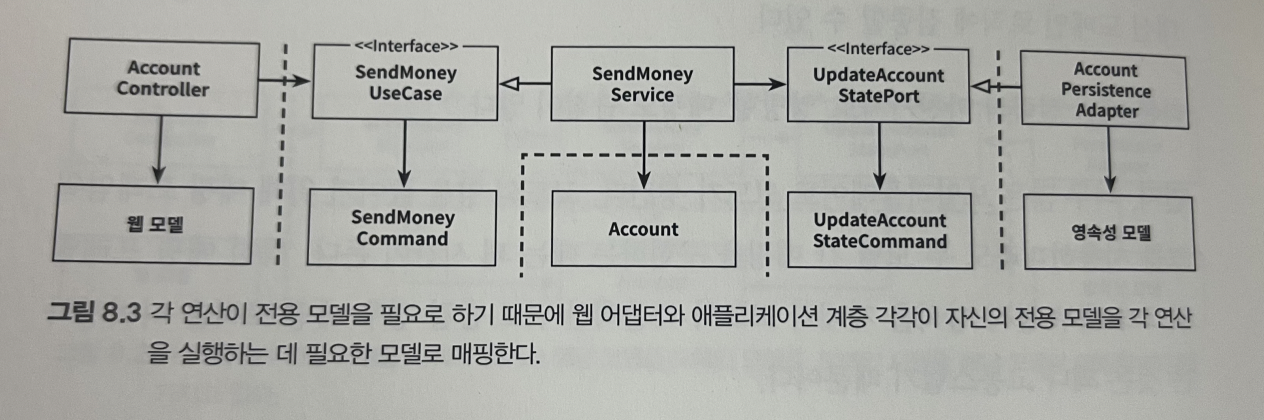 Account
Controller
<<Interface>>
SendMoney
UseCase
SendMoney
Service
<<Interface>>
UpdateAccount
StatePort
Account
Persistence
Adapter
웹 모델
SendMoney
Command
Account
UpdateAccount
StateCommand
영속성 모델
그림 8.3 각 연산이 전용 모델을 필요로 하기 때문에 웹 어댑터와 애플리케이션 계층 각각이 자신의 전용 모델을 각 연산
을 실행하는 데 필요한 모델로 매핑한다.